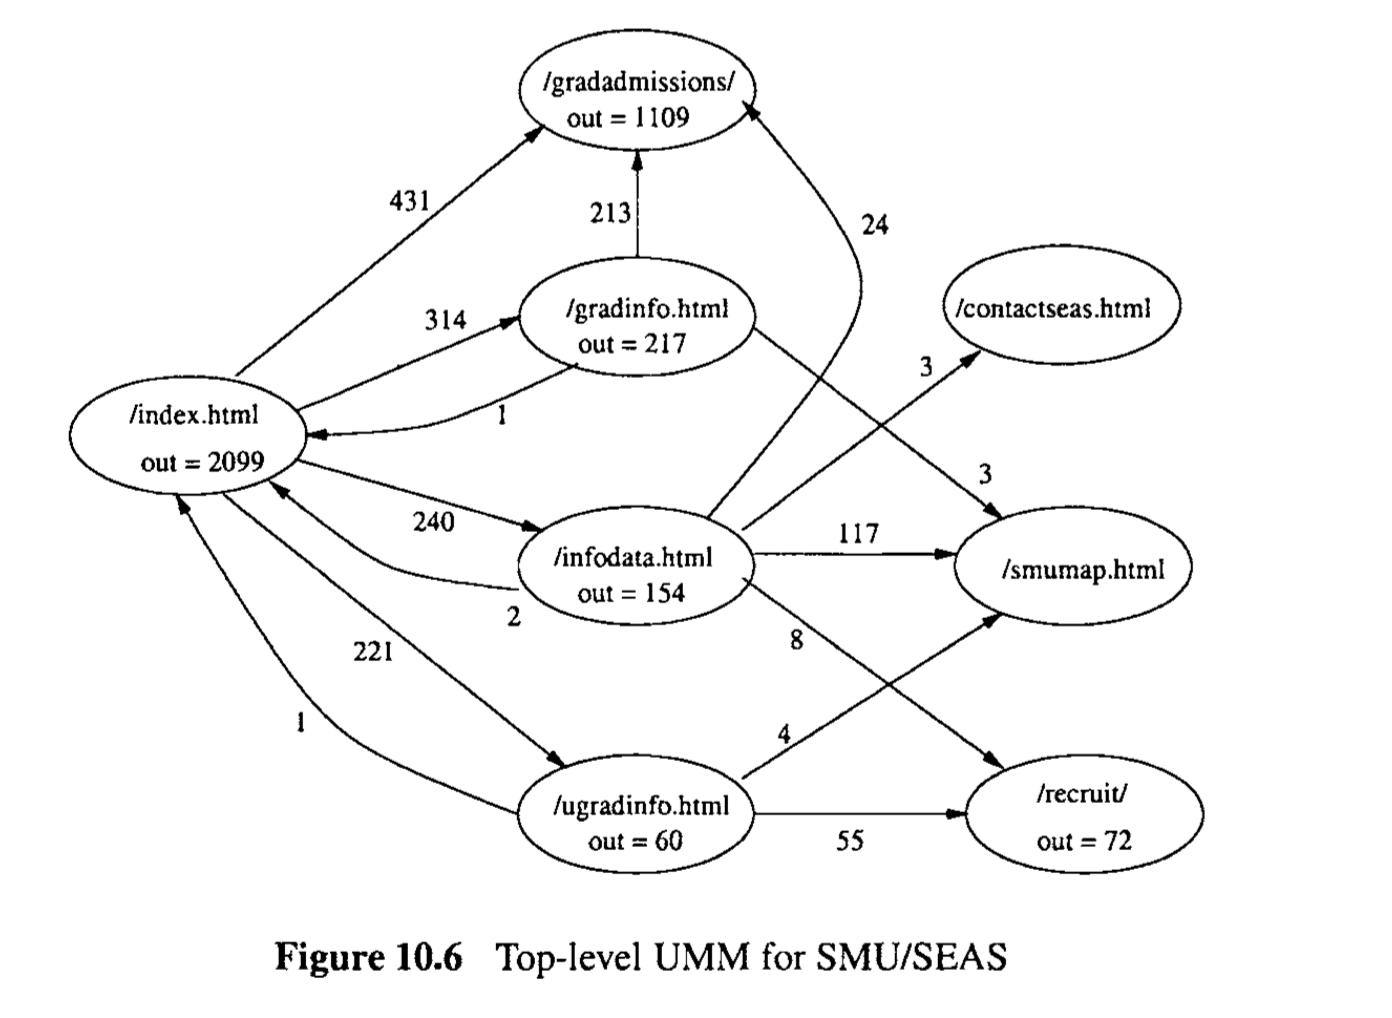 /gradadmissions/
out = 1109
431
213
24
/gradinfo.html
out = 217
/contactseas.html
314
3
1
/index.html
out = 2099
3
240
117
/infodata.html
out = 154
/smumap.html
2
8
221
1
4
/ugradinfo.html
out = 60
55
/recruit/
out = 72
Figure 10.6 Top-level UMM for SMU/SEAS